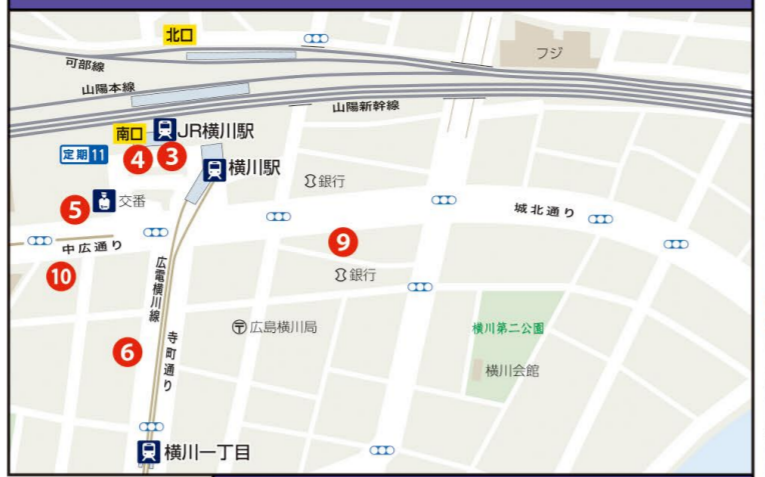 北口
フジ
可部線
山陽本線
山陽新幹線
南口
JR横川駅
定期11
4
3
横川駅
銀行
5
交番
城北通り
中広通り
9
10
銀行
広電横川線
広島横川局
横川第二公園
6
寺町通り
横川会館
横川一丁目